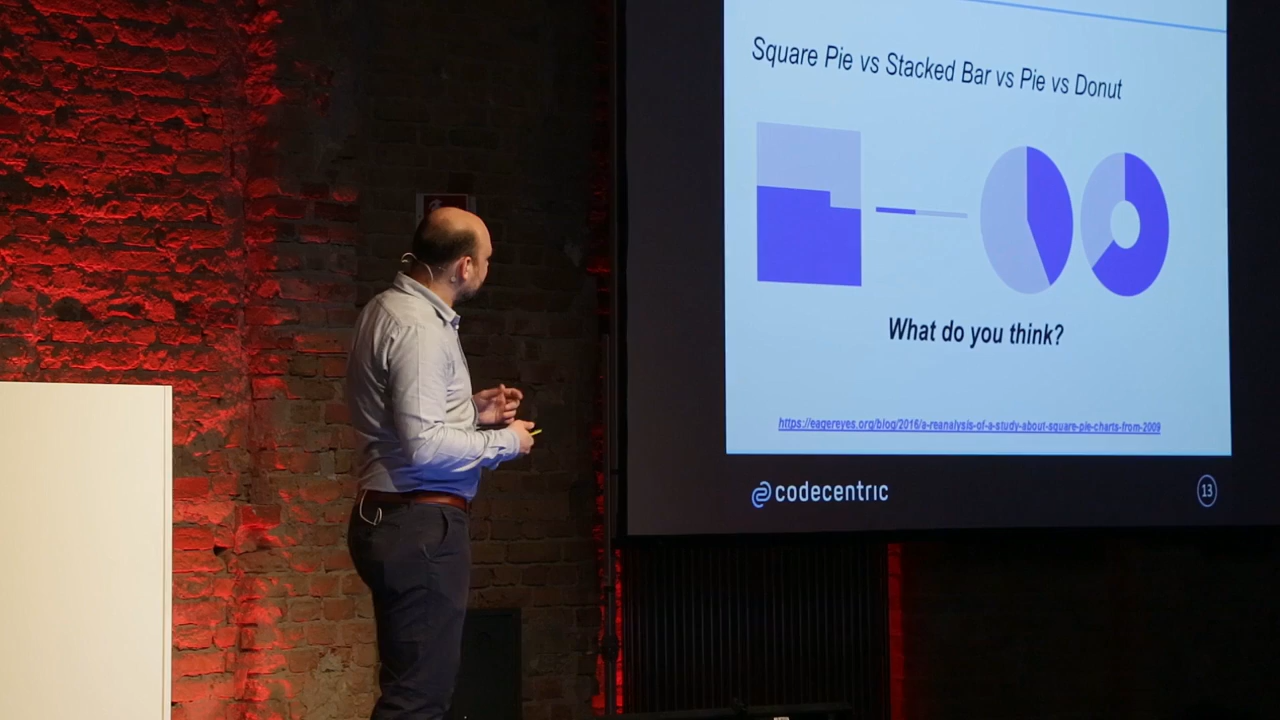 Square Pie vs Stacked Bar vs Pie vs Donut
What do you think?
https://eagereyes.org/blog/2016/a-reanalysis-of-a-study-about-square-pie-charts-from-2009
codecentric
13